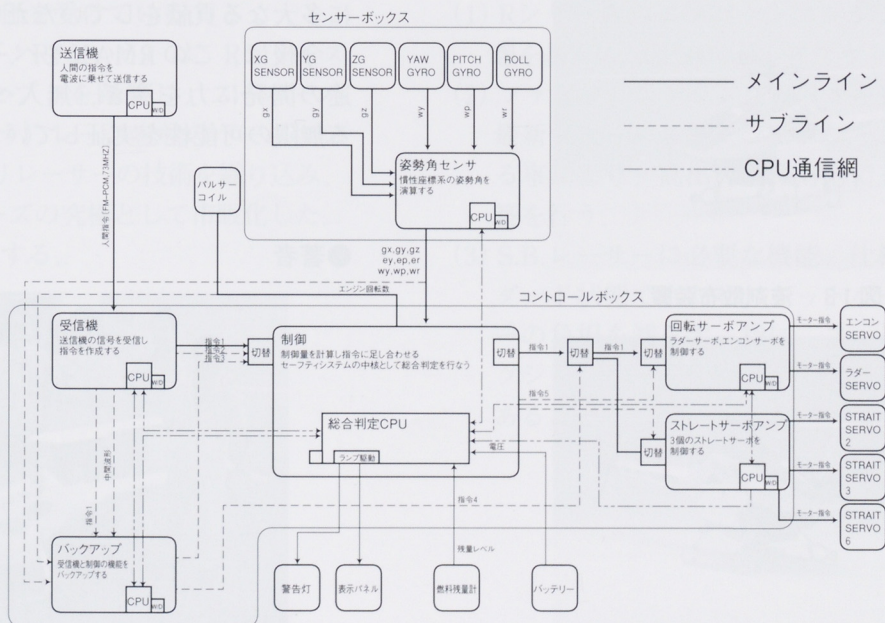 センサーボックス
送信機
人間の指令を
電波に乗せて送信する
CPU
W/D
XG
SENSOR
YG
SENSOR
ZG
SENSOR
YAW
GYRO
PITCH
GYRO
ROLL
GYRO
メインライン
サブライン
CPU通信網
gx
gy
gz
wy
wp
wr
姿勢角センサ
慣性座標系の姿勢角を
演算する
CPU
W/D
パルサー
コイル
人間指令(FM-PCM,73MHZ)
gx,gy,gz
ey,ep,er
wy,wp,wr
エンジン回転数
コントロールボックス
受信機
送信機の信号を受信し
指令を作成する
CPU
W/D
指令1
指令2
指令3
切替
制御
制御量を計算し指令に足し合わせる
セーフティシステムの中核として総合判定を行なう
切替
指令1
切替
指令1
切替
回転サーボアンプ
ラダーサーボ,エンコンサーボを
制御する
CPU
W/D
モーター指令
エンコン
SERVO
モーター指令
ラダー
SERVO
指令5
総合判定CPU
ランプ駆動
電圧
切替
ストレートサーボアンプ
3個のストレートサーボを
制御する
CPU
W/D
モーター指令
STRAIT
SERVO
2
モーター指令
STRAIT
SERVO
3
モーター指令
STRAIT
SERVO
6
指令1
中間波形
指令4
バックアップ
受信機と制御の機能を
バックアップする
CPU
W/D
残量レベル
警告灯
表示パネル
燃料残量計
バッテリー